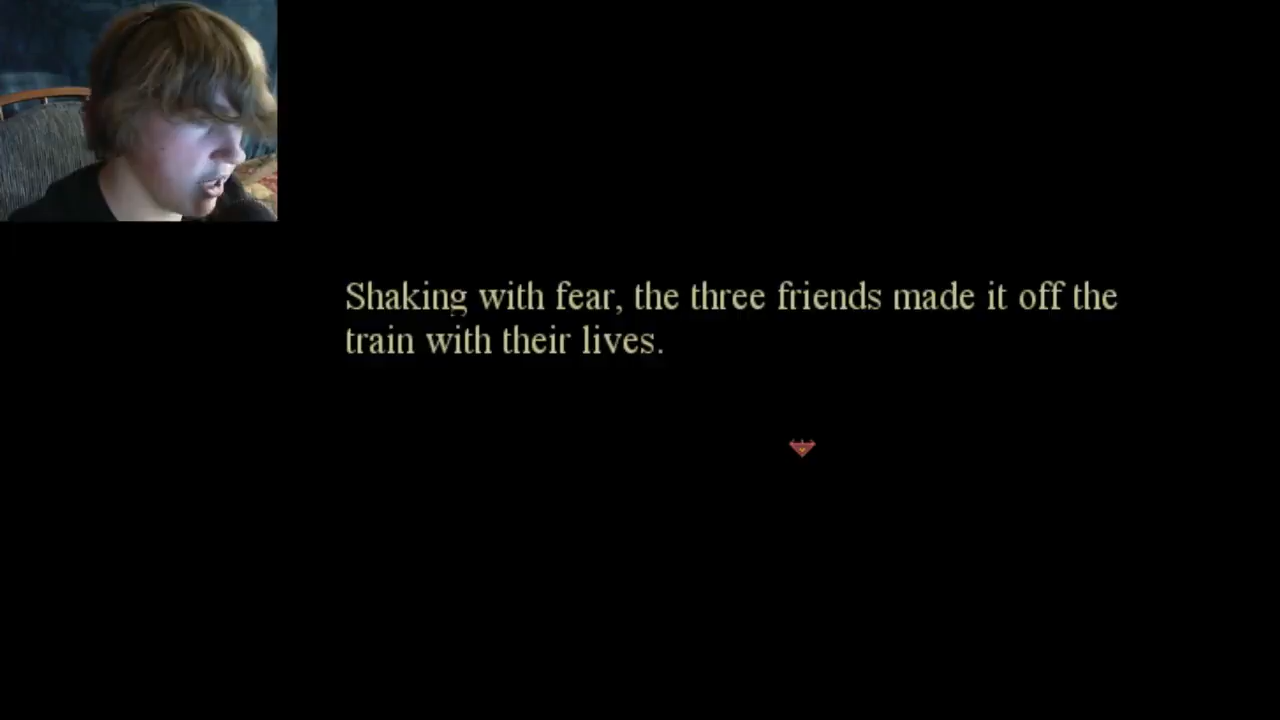 Shaking with fear, the three friends made it off the
train with their lives.